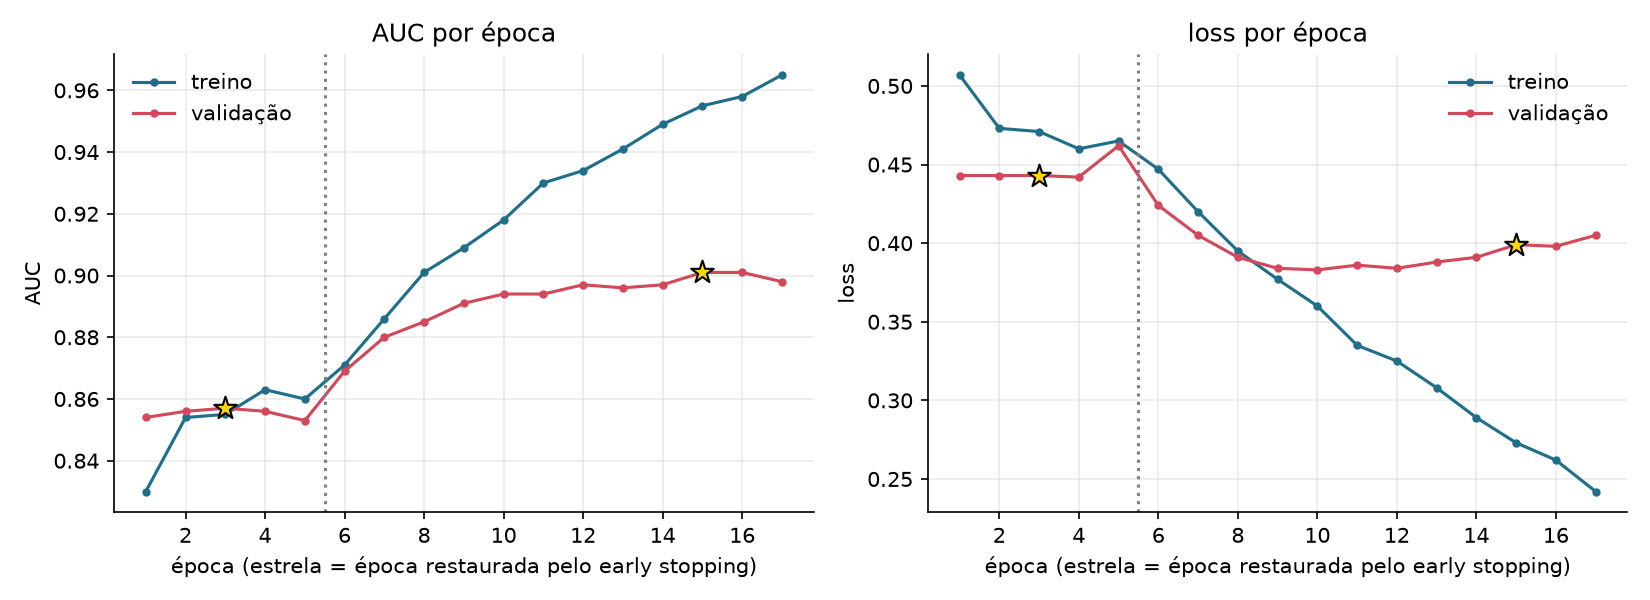 AUC por época
treino
validação
AUC
0.96
0.94
0.92
0.90
0.88
0.86
0.84
2 4 6 8 10 12 14 16
época (estrela = época restaurada pelo early stopping)
loss por época
treino
validação
loss
0.50
0.45
0.40
0.35
0.30
0.25
2 4 6 8 10 12 14 16
época (estrela = época restaurada pelo early stopping)